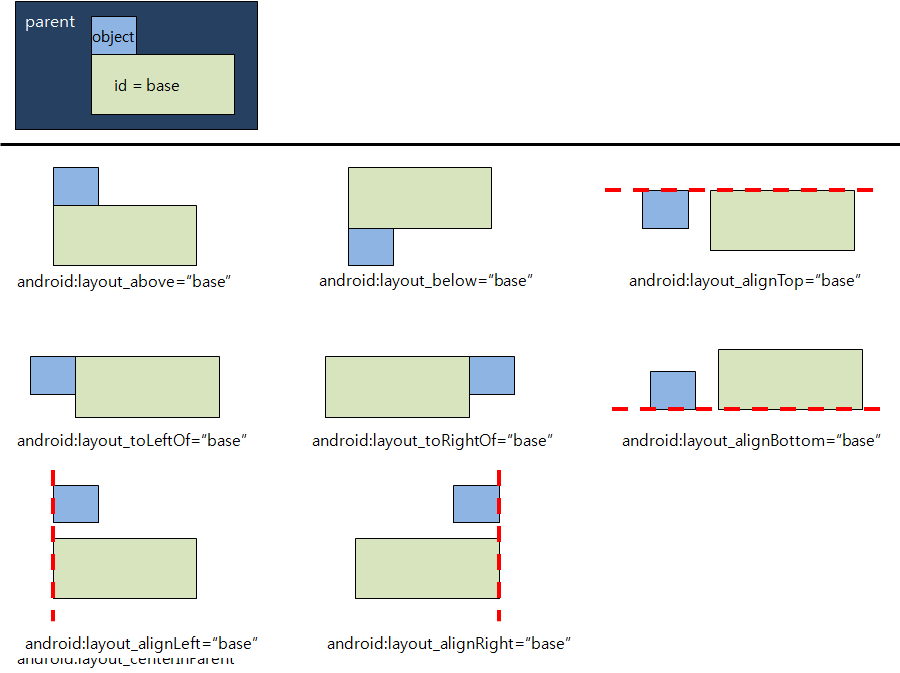 parent
object
id = base
android:layout_above=“base”
android:layout_below=“base”
android:layout_alignTop=“base”
android:layout_toLeftOf=“base”
android:layout_toRightOf=“base”
android:layout_alignBottom=“base”
android:layout_alignLeft=“base”
android:layout_alignRight=“base”
android:layout_centerInParent